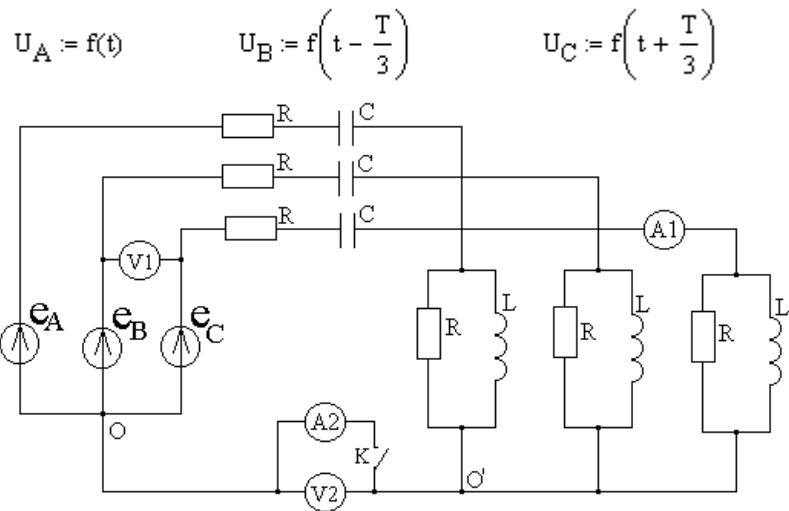 U_A := f(t) U_B := f(t - T/3) U_C := f(t + T/3)
R C
R C
R C
A1
V1
e_A e_B e_C
R L R L R L
O
A2
K
V2 O'